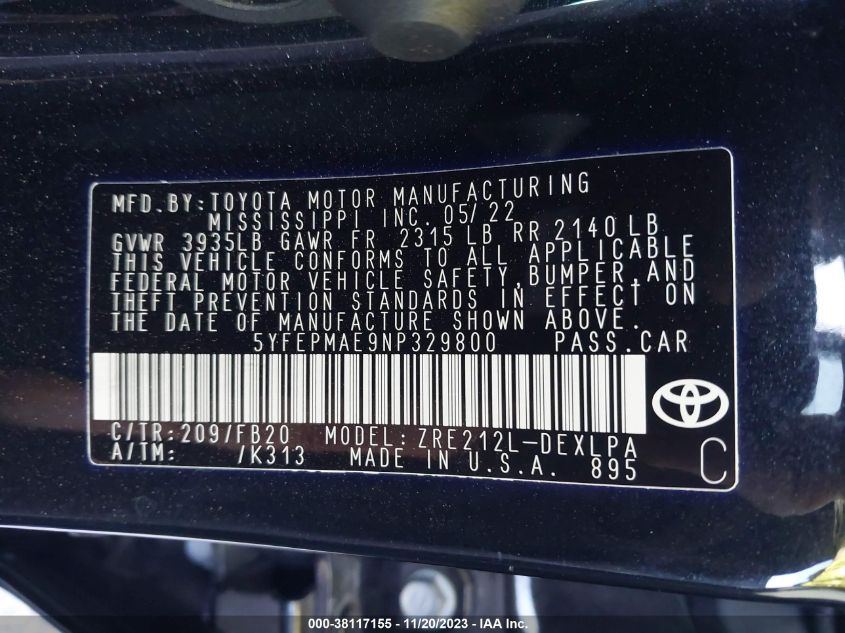 MFD. BY: TOYOTA MOTOR MANUFACTURING
MISSISSIPPI INC. 05/22
GVWR 3935LB GAWR FR 2315 LB RR 2140 LB
THIS VEHICLE CONFORMS TO ALL APPLICABLE
FEDERAL MOTOR VEHICLE SAFETY, BUMPER, AND
THEFT PREVENTION STANDARDS IN EFFECT ON
THE DATE OF MANUFACTURE SHOWN ABOVE.
5YFEPMAE9NP329800 PASS. CAR
C/TR: 209/FB20 MODEL: ZRE212L-DEXLPA
A/TM: /K313 MADE IN U.S.A. 895
C
000-38117155 - 11/20/2023 - IAA Inc.